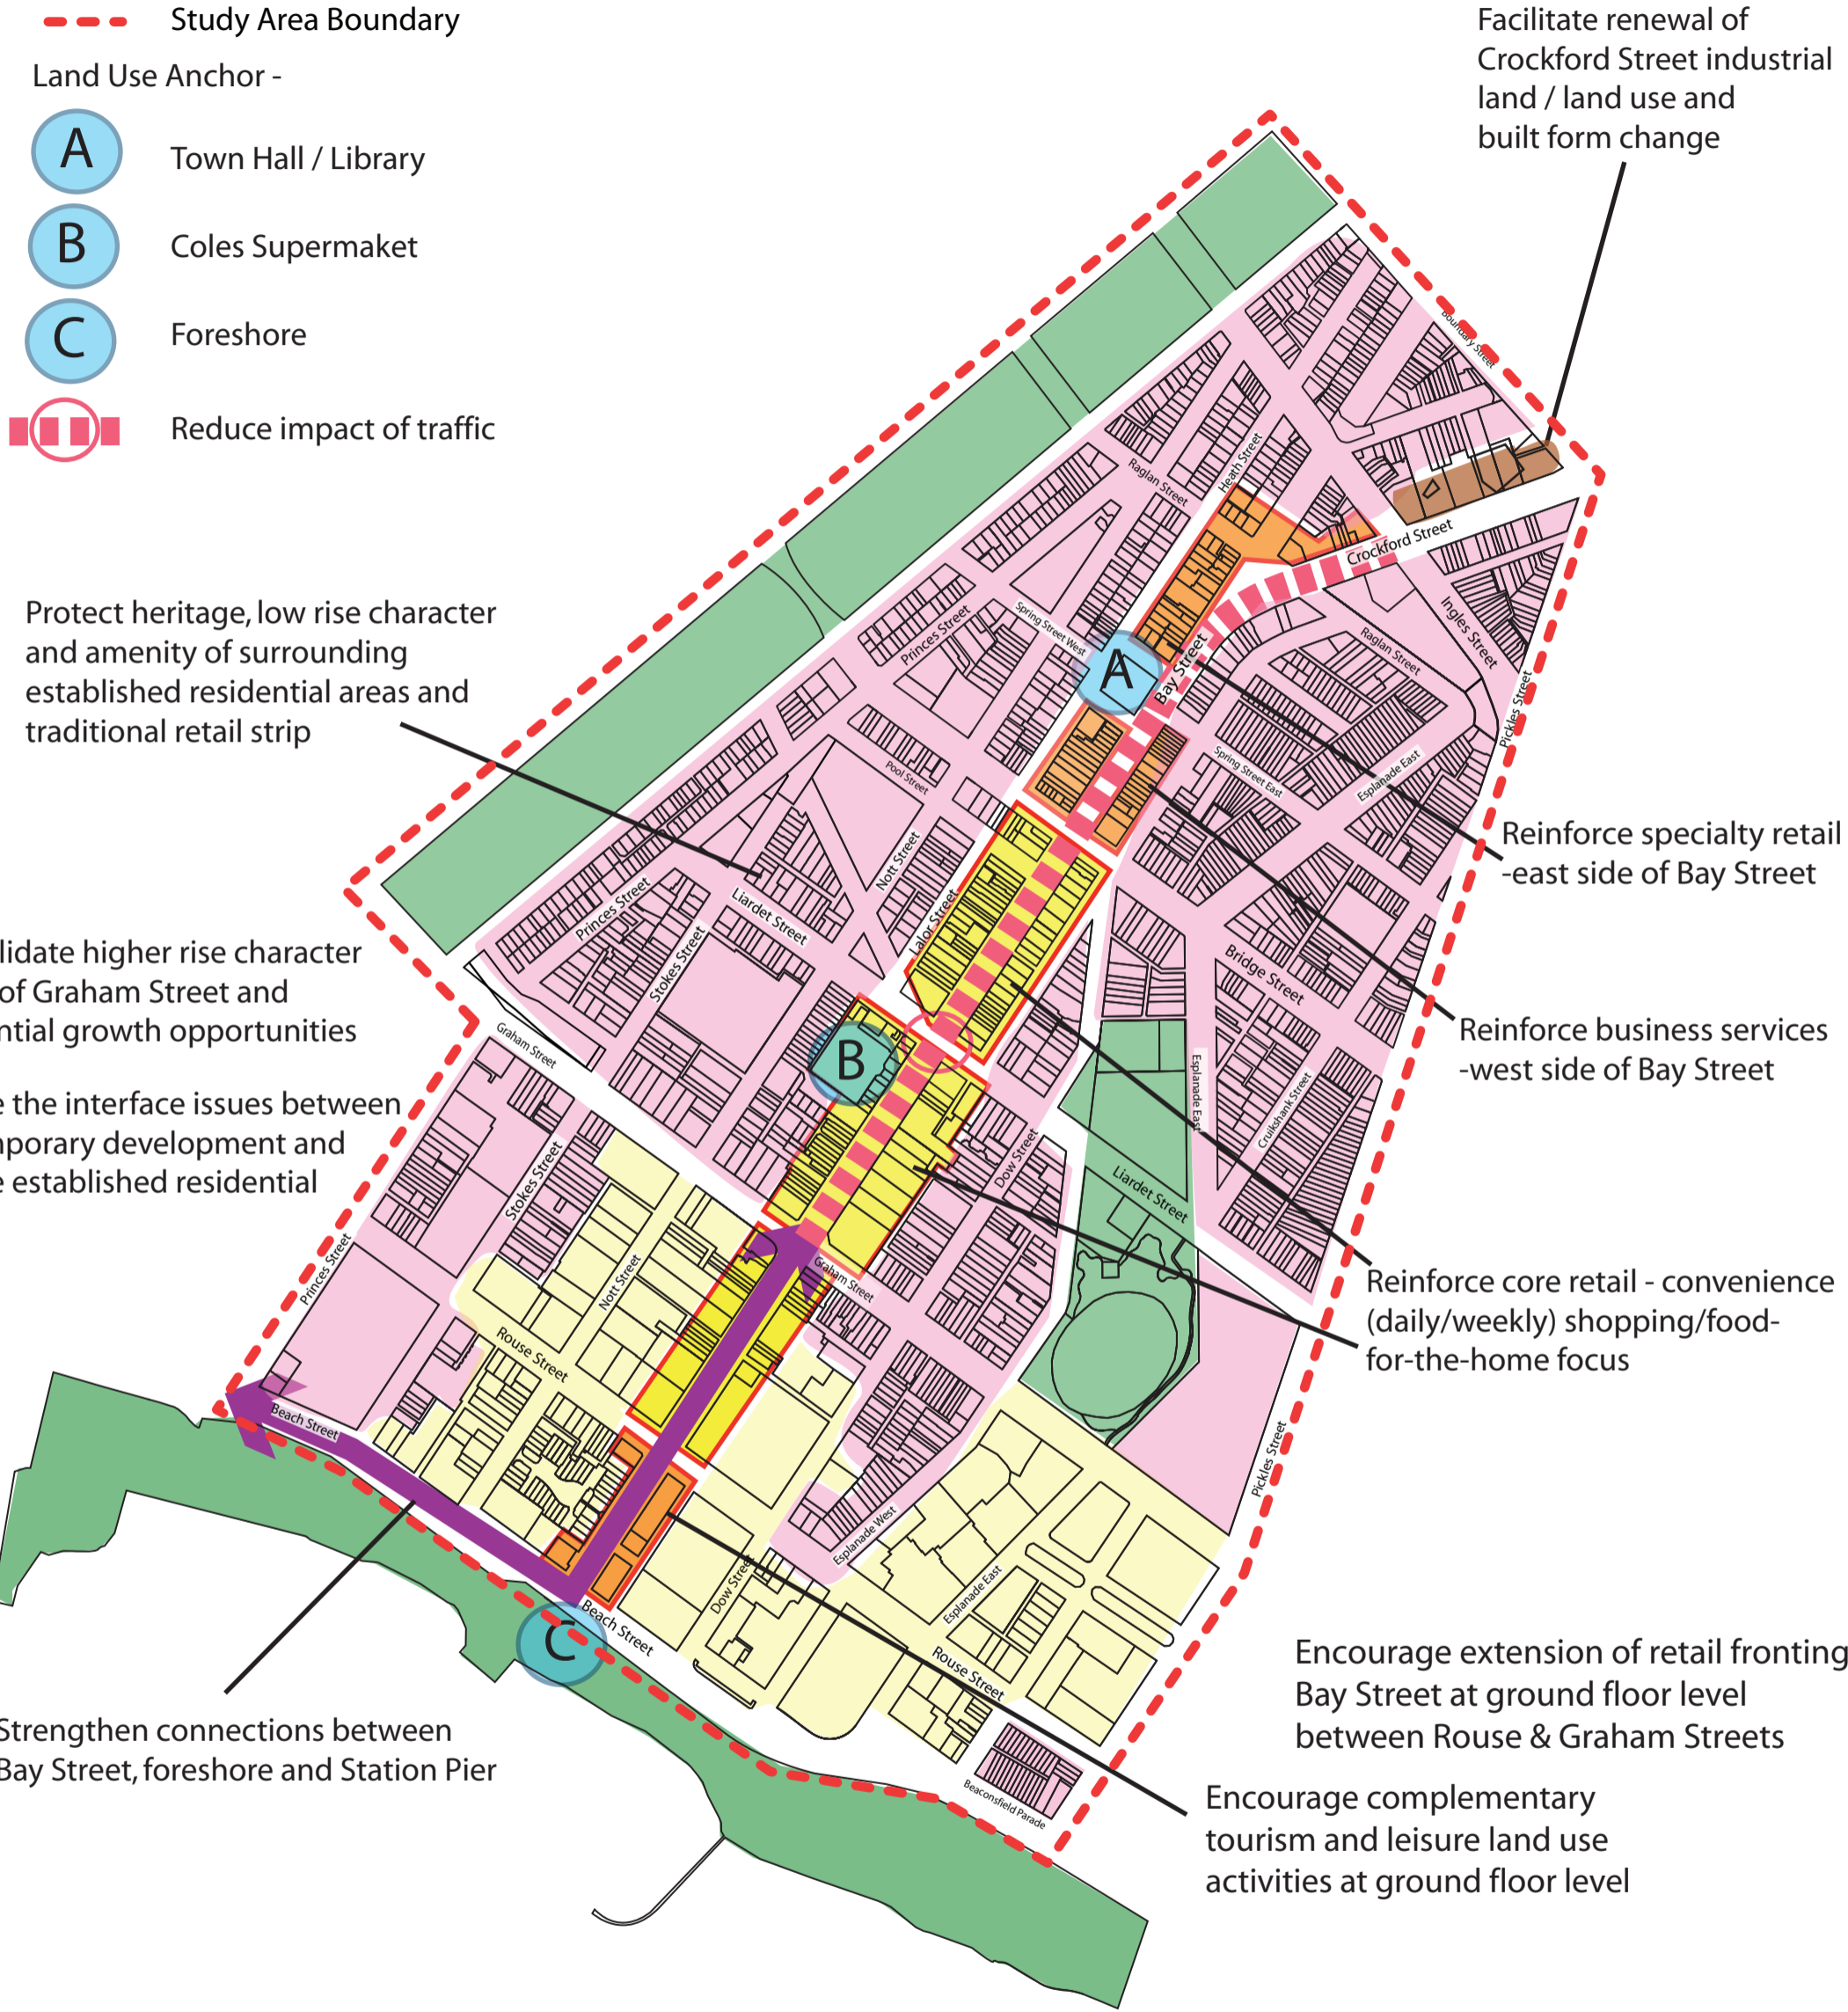 Study Area Boundary
Land Use Anchor -
A
Town Hall / Library
B
Coles Supermaket
C
Foreshore
Reduce impact of traffic
Facilitate renewal of
Crockford Street industrial
land / land use and
built form change
Protect heritage, low rise character
and amenity of surrounding
established residential areas and
traditional retail strip
lidate higher rise character
of Graham Street and
ntial growth opportunities
e the interface issues between
nporary development and
e established residential
Strengthen connections between
Bay Street, foreshore and Station Pier
Reinforce specialty retail
-east side of Bay Street
Reinforce business services
-west side of Bay Street
Reinforce core retail - convenience
(daily/weekly) shopping/food-
for-the-home focus
Encourage extension of retail fronting
Bay Street at ground floor level
between Rouse & Graham Streets
Encourage complementary
tourism and leisure land use
activities at ground floor level
Boundary Street
Heath Street
Raglan Street
Crockford Street
Ingles Street
Raglan Street
Pickles Street
Princes Street
Spring Street West
A
Bay Street
Spring Street East
Esplanade East
Pool Street
Nott Street
Lalor Street
Princes Street
Liardet Street
Stokes Street
Bridge Street
Graham Street
B
Esplanade East
Cruikshank Street
Dow Street
Liardet Street
Stokes Street
Princes Street
Nott Street
Graham Street
Rouse Street
Beach Street
Pickles Street
Esplanade West
Dow Street
Esplanade East
C
Beach Street
Rouse Street
Beaconsfield Parade